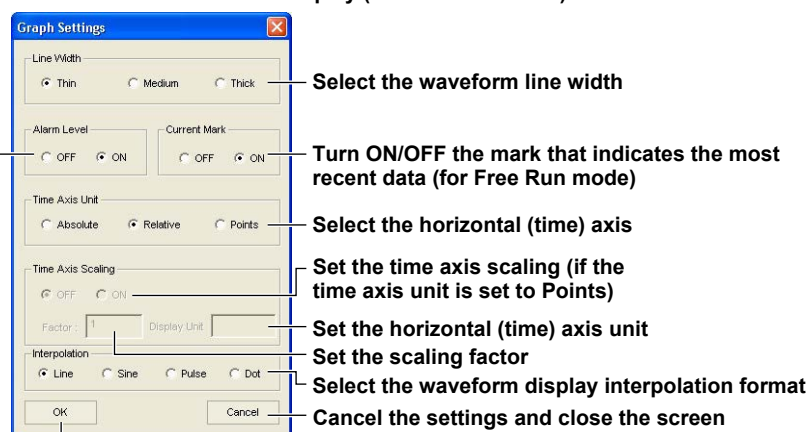 Graph Settings
Line Width
Thin Medium Thick
Select the waveform line width
Alarm Level Current Mark
OFF ON OFF ON
Turn ON/OFF the mark that indicates the most
recent data (for Free Run mode)
Time Axis Unit
Absolute Relative Points
Select the horizontal (time) axis
Time Axis Scaling
OFF ON
Set the time axis scaling (if the
time axis unit is set to Points)
Factor : 1 Display Unit
Set the horizontal (time) axis unit
Set the scaling factor
Interpolation
Line Sine Pulse Dot
Select the waveform display interpolation format
OK Cancel
Cancel the settings and close the screen